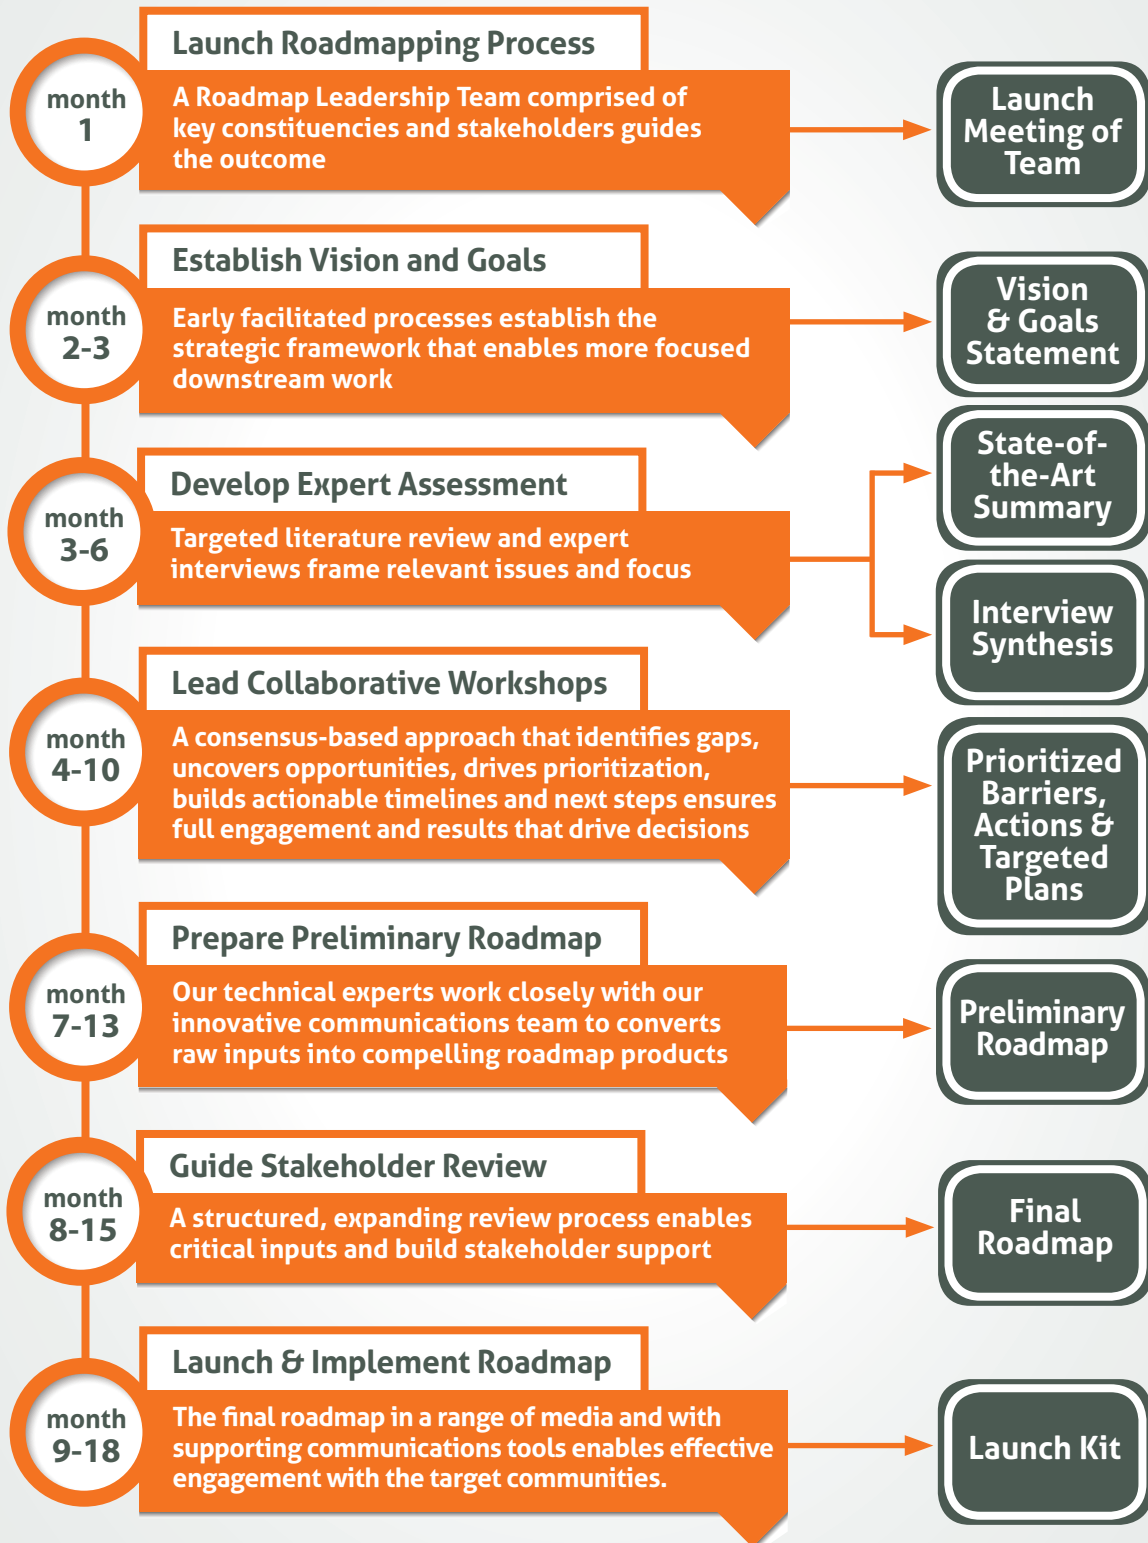 month
1
Launch Roadmapping Process
A Roadmap Leadership Team comprised of
key constituencies and stakeholders guides
the outcome
Launch
Meeting of
Team
month
2-3
Establish Vision and Goals
Early facilitated processes establish the
strategic framework that enables more focused
downstream work
Vision
& Goals
Statement
month
3-6
Develop Expert Assessment
Targeted literature review and expert
interviews frame relevant issues and focus
State-of-
the-Art
Summary
Interview
Synthesis
month
4-10
Lead Collaborative Workshops
A consensus-based approach that identifies gaps,
uncovers opportunities, drives prioritization,
builds actionable timelines and next steps ensures
full engagement and results that drive decisions
Prioritized
Barriers,
Actions &
Targeted
Plans
month
7-13
Prepare Preliminary Roadmap
Our technical experts work closely with our
innovative communications team to converts
raw inputs into compelling roadmap products
Preliminary
Roadmap
month
8-15
Guide Stakeholder Review
A structured, expanding review process enables
critical inputs and build stakeholder support
Final
Roadmap
month
9-18
Launch & Implement Roadmap
The final roadmap in a range of media and with
supporting communications tools enables effective
engagement with the target communities.
Launch Kit